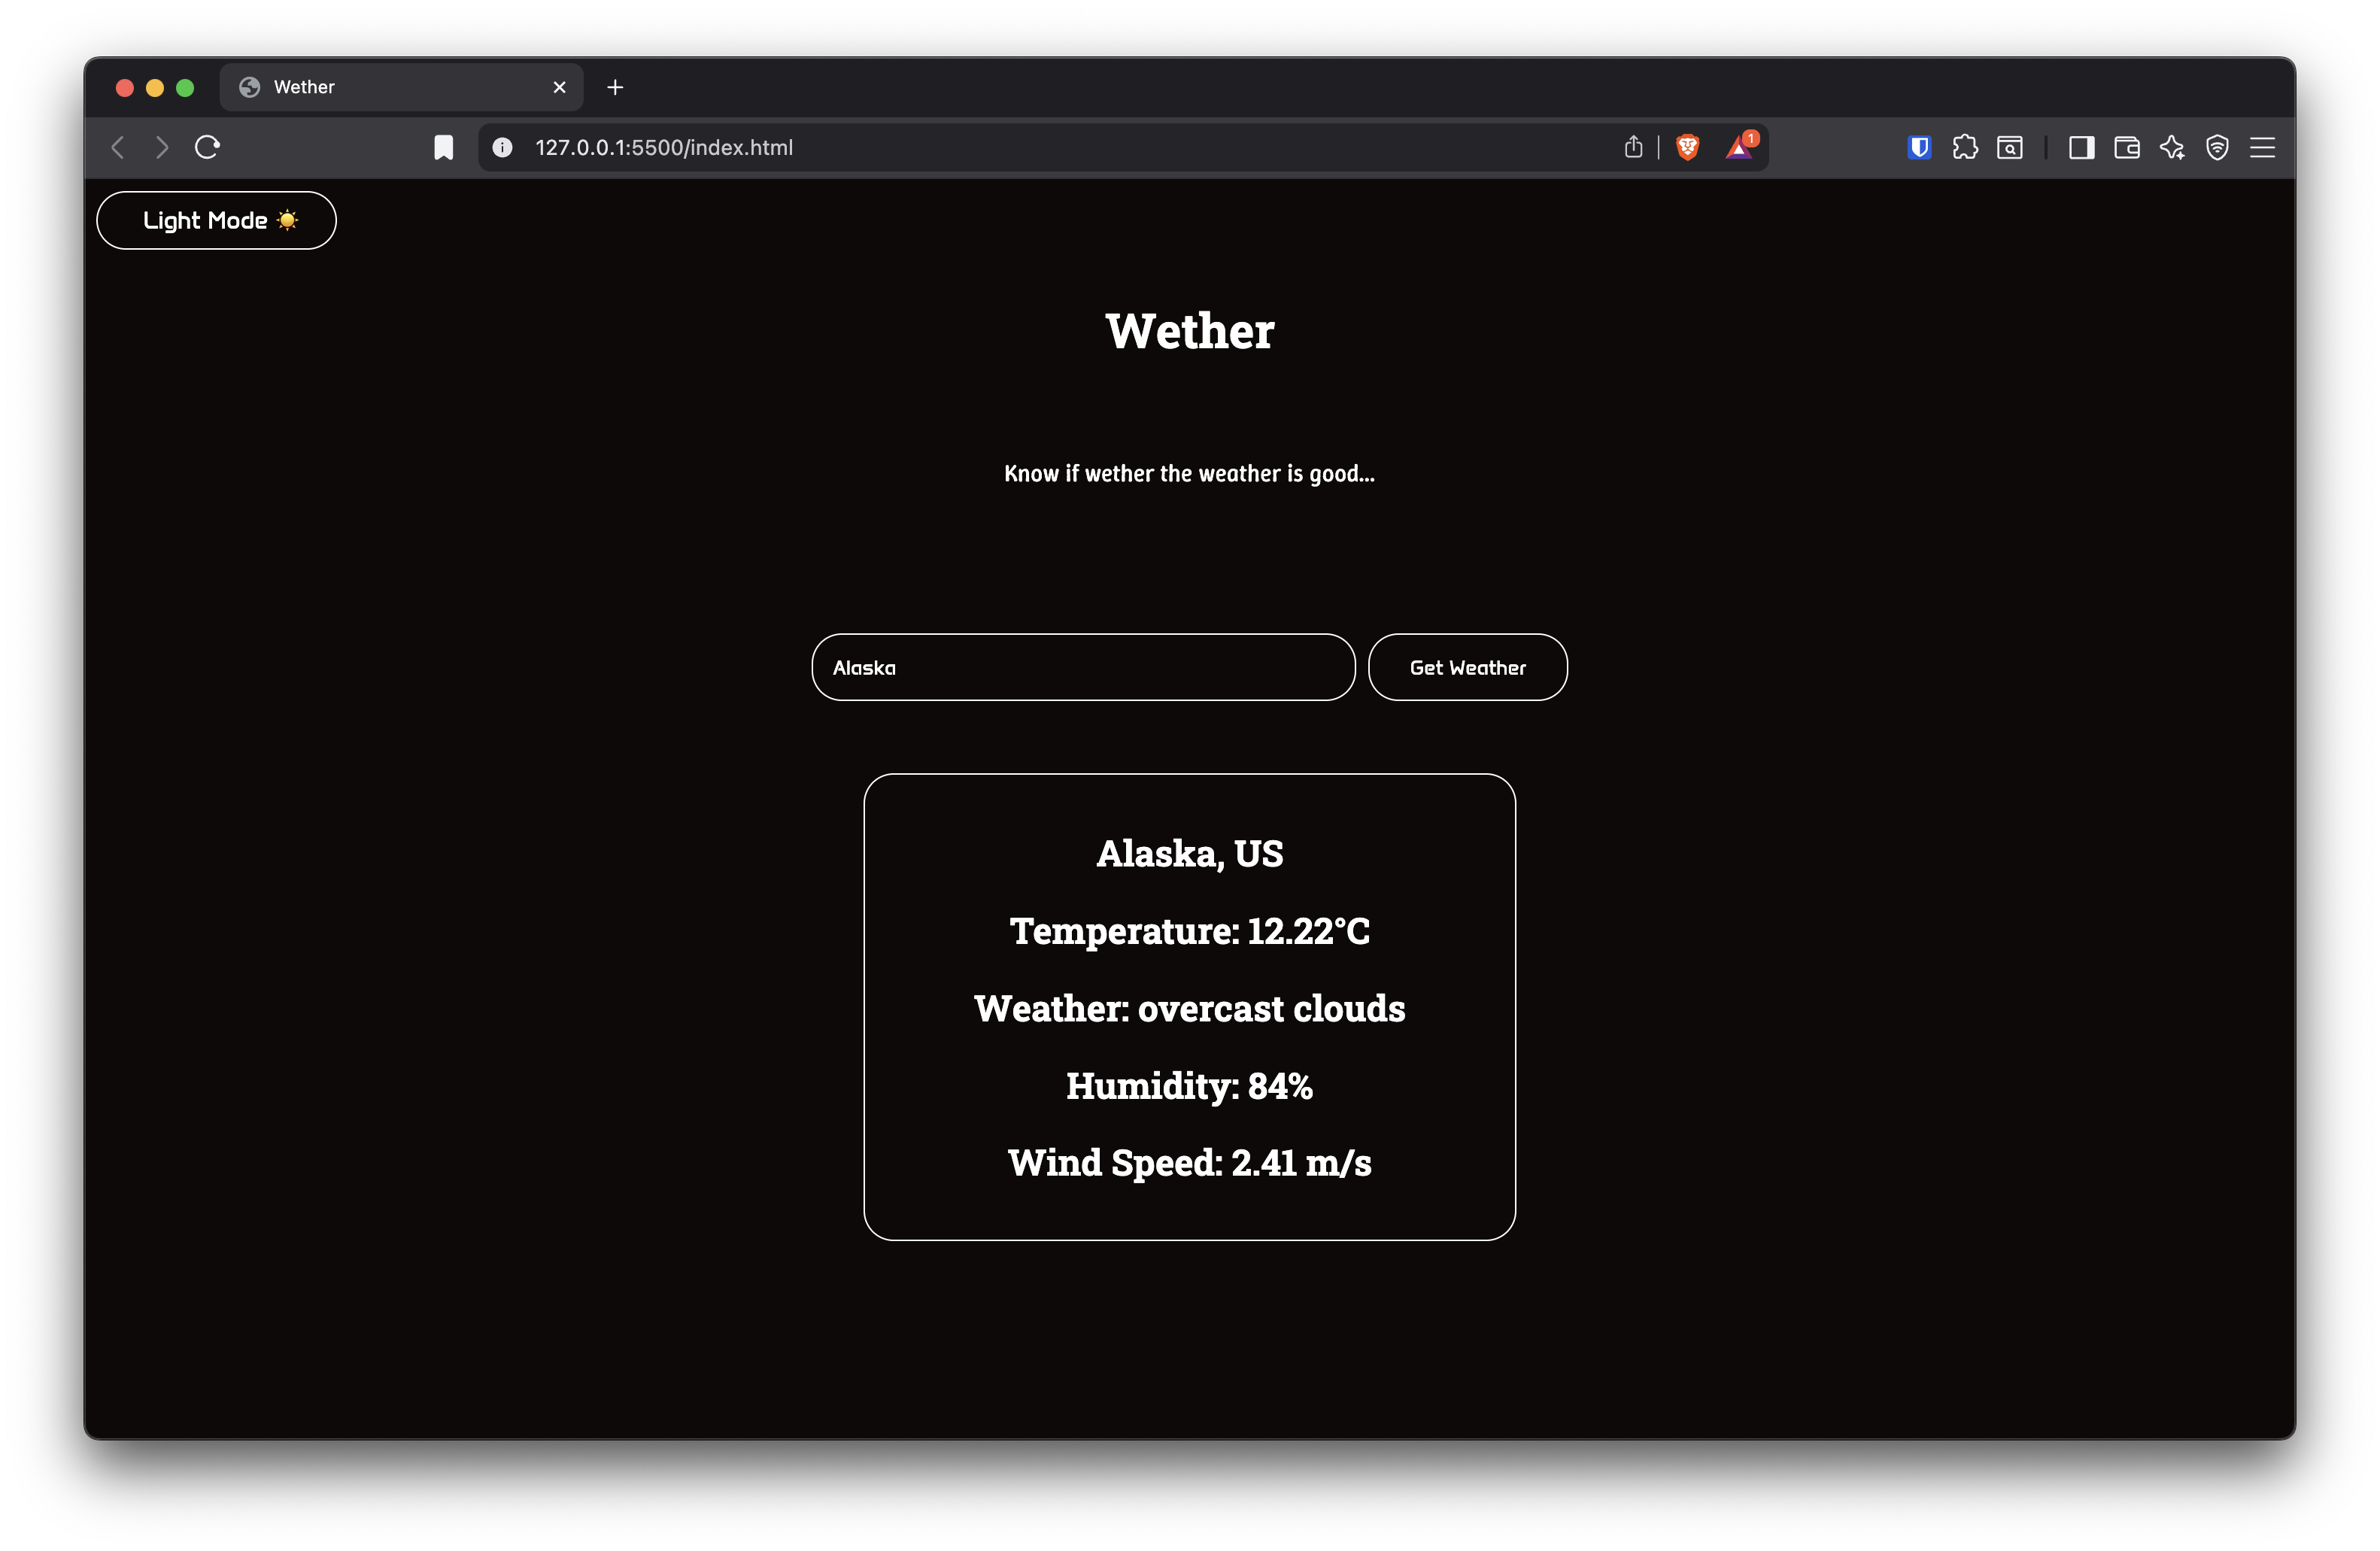 Wether
127.0.0.1:5500/index.html
1
Light Mode
Wether
Know if wether the weather is good...
Alaska
Get Weather
Alaska, US
Temperature: 12.22°C
Weather: overcast clouds
Humidity: 84%
Wind Speed: 2.41 m/s